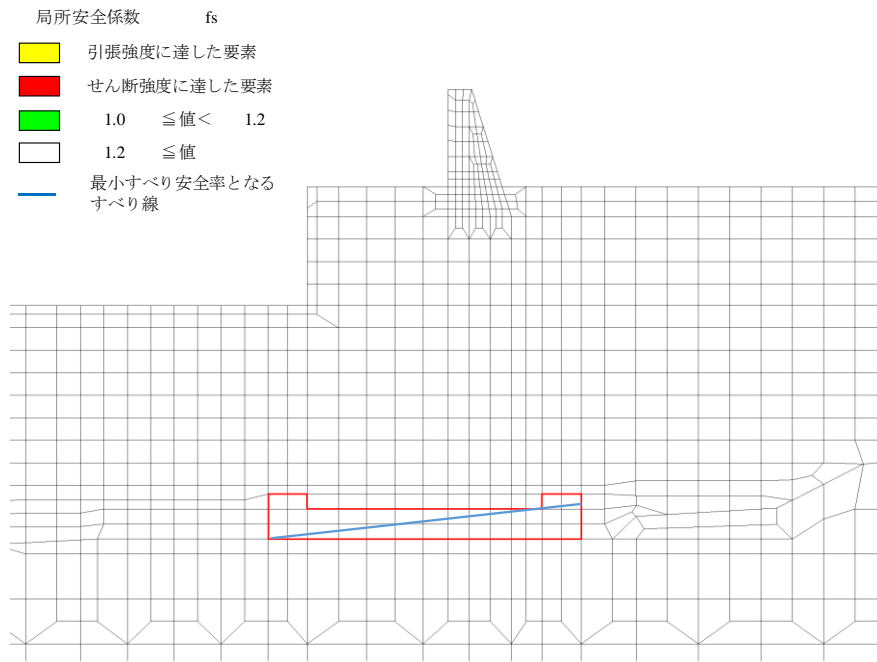 局所安全係数 fs
引張強度に達した要素
せん断強度に達した要素
1.0 ≦値< 1.2
1.2 ≦値
最小すべり安全率となる
すべり線